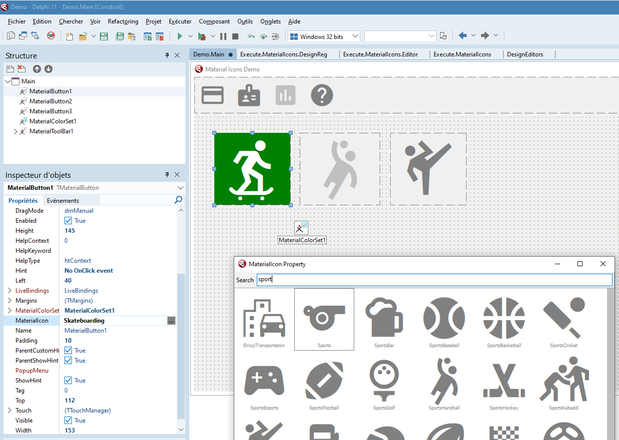 Demo - Delphi 11 - Demo.Main [Construit]
Fichier Edition Chercher Voir Refactoring Projet Exécuter Composant Outils Onglets Aide
Windows 32 bits
Structure
Main
MaterialButton1
MaterialButton2
MaterialButton3
MaterialColorSet1
MaterialToolBar1
Inspecteur d'objets
MaterialButton1 TMaterialButton
Propriétés Evénements
DragMode dmManual
Enabled True
Height 145
HelpContext 0
HelpKeyword
HelpType htContext
Hint No OnClick event
Left 40
LiveBindings LiveBindings
Margins (TMargins)
MaterialColorSet MaterialColorSet1
MaterialIcon Skateboarding
Name MaterialButton1
Padding 10
ParentCustomHi True
ParentShowHint True
PopupMenu
ShowHint True
Tag 0
Top 112
Touch (TTouchManager)
Visible True
Width 153
Demo.Main Execute.MaterialIcons.DesignReg Execute.MaterialIcons.Editor Execute.MaterialIcons DesignEditors
Material Icons Demo
MaterialColorSet1
MaterialIcon Property
Search sport
EmojiTransportation Sports SportsBar SportsBaseball SportsBasketball SportsCricket
SportsEsports SportsFootball SportsGolf SportsHandball SportsHockey SportsKabaddi